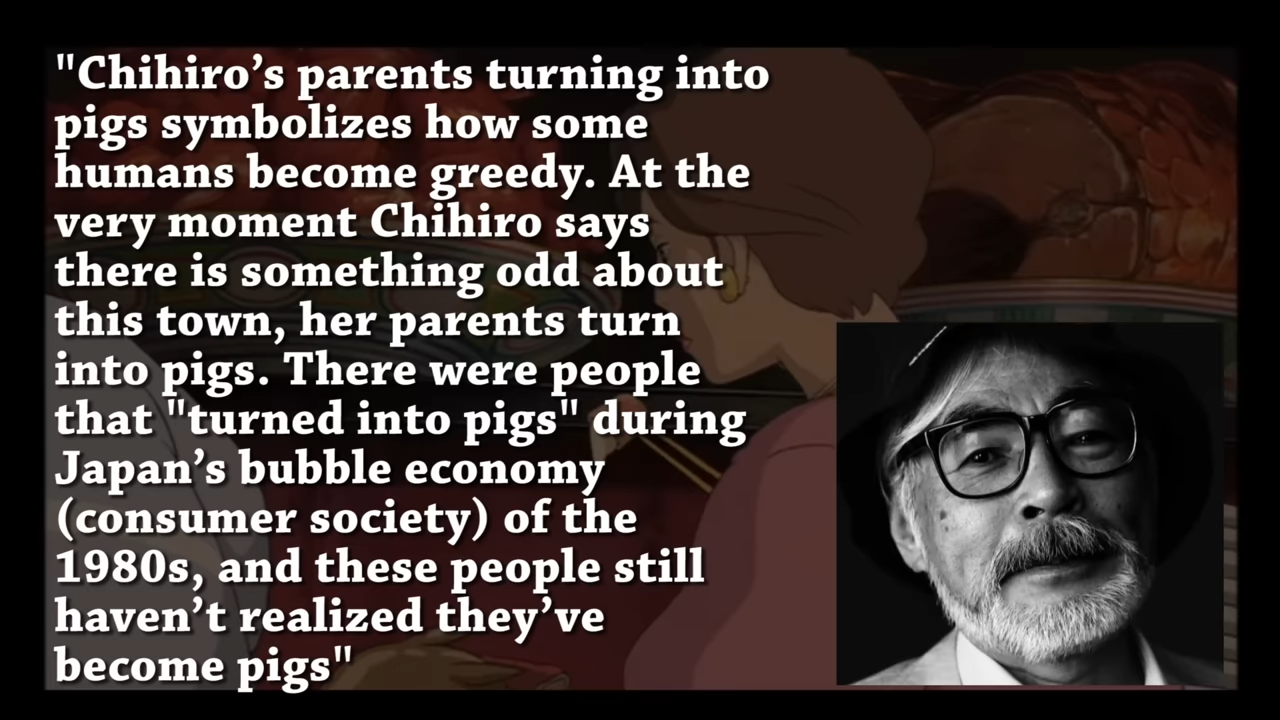 "Chihiro’s parents turning into
pigs symbolizes how some
humans become greedy. At the
very moment Chihiro says
there is something odd about
this town, her parents turn
into pigs. There were people
that "turned into pigs" during
Japan’s bubble economy
(consumer society) of the
1980s, and these people still
haven’t realized they’ve
become pigs"